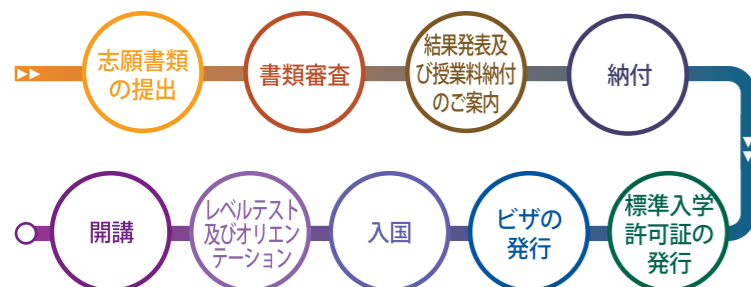 志願書類
の提出
書類審査
結果発表及
び授業料納付
のご案内
納付
標準入学
許可証の
発行
ビザの
発行
入国
レベルテスト
及びオリエン
テーション
開講